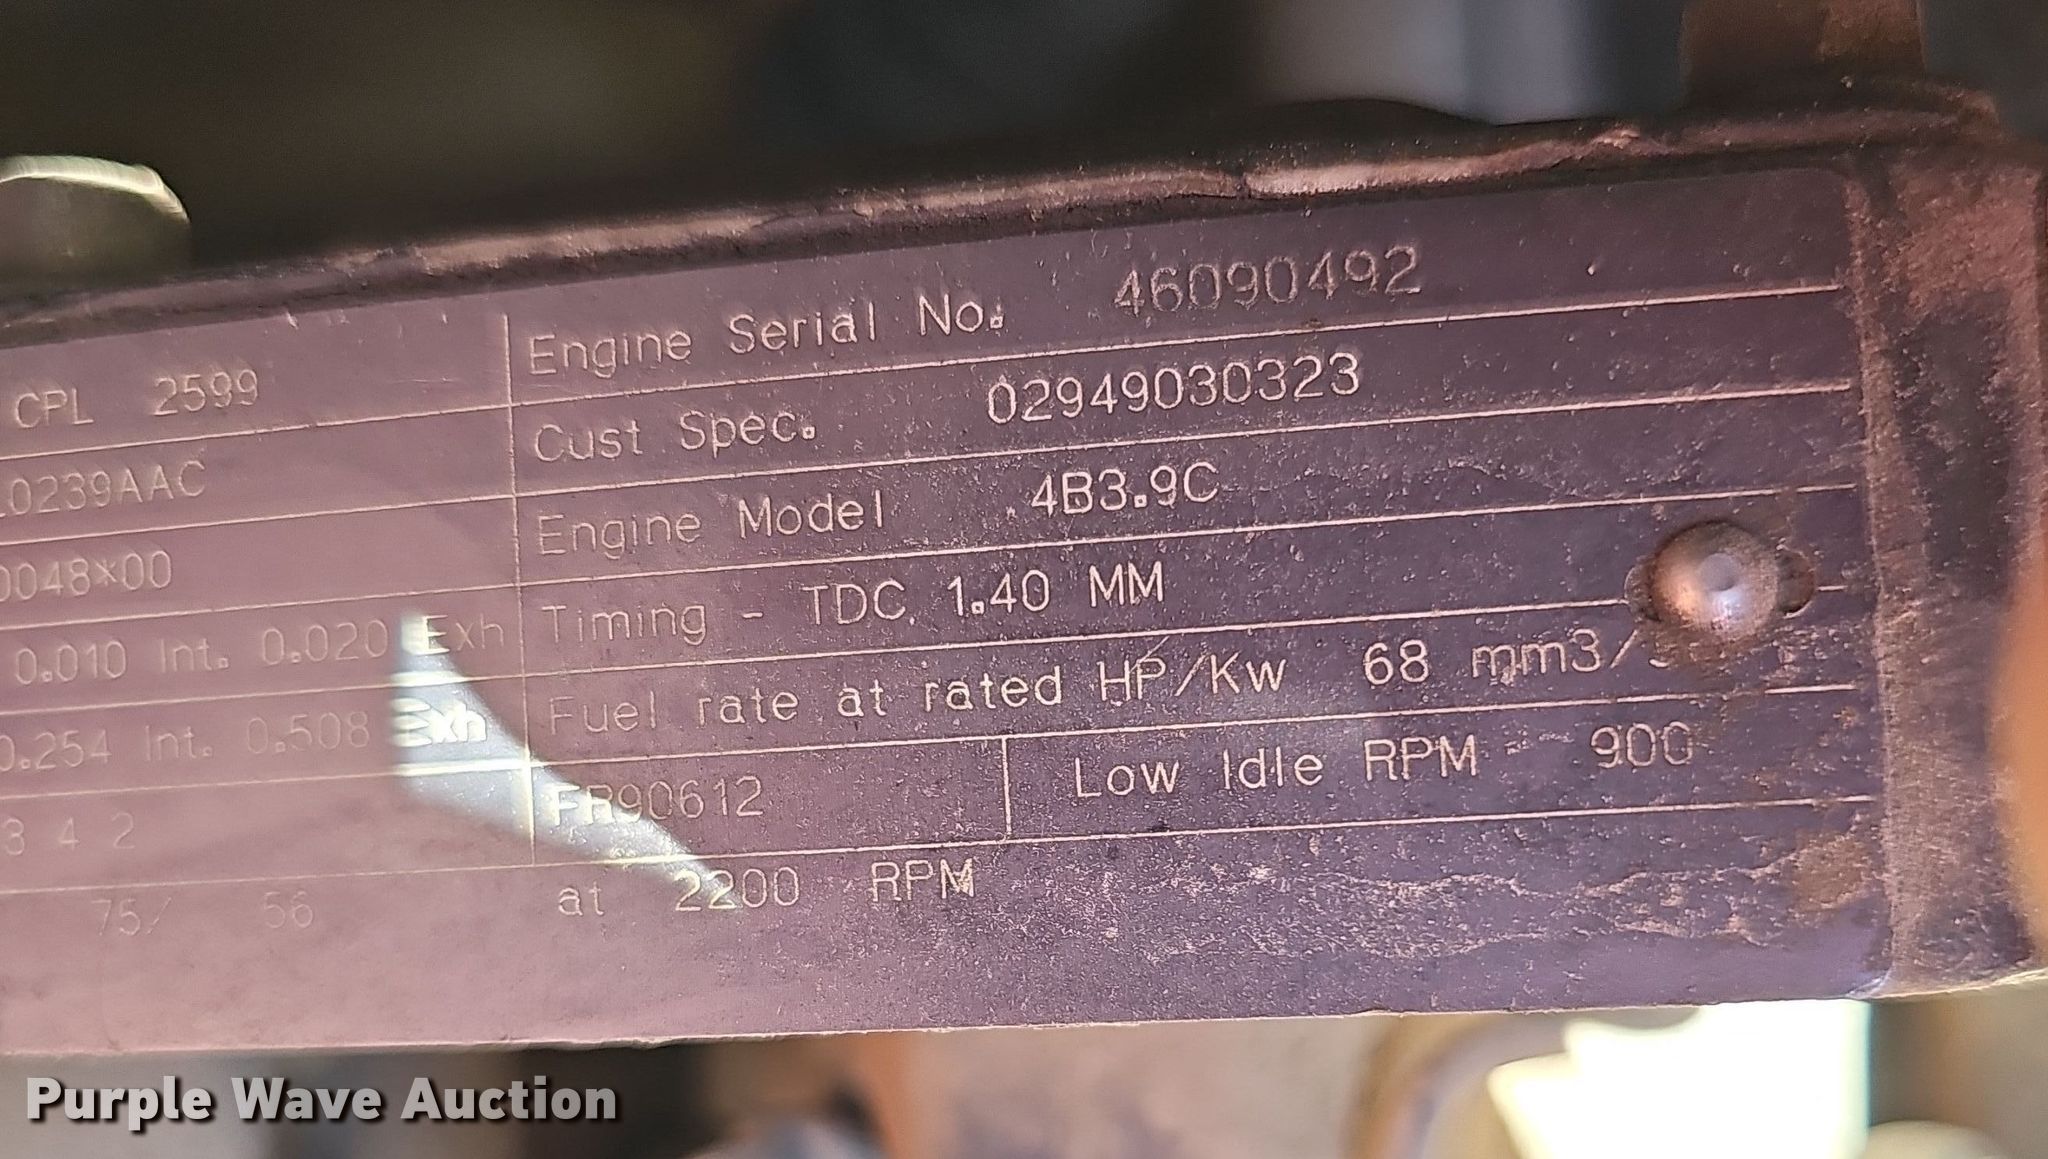 CPL 2599
Engine Serial No. 46090492
0239AAC
Cust Spec. 02949030323
0048*00
Engine Model 4B3.9C
0.010 Int. 0.020 Exh
Timing - TDC 1.40 MM
0.254 Int. 0.508 Exh
Fuel rate at rated HP/Kw 68 mm3/
3 4 2
FR90612
Low Idle RPM 900
75/ 56
at 2200 RPM
Purple Wave Auction